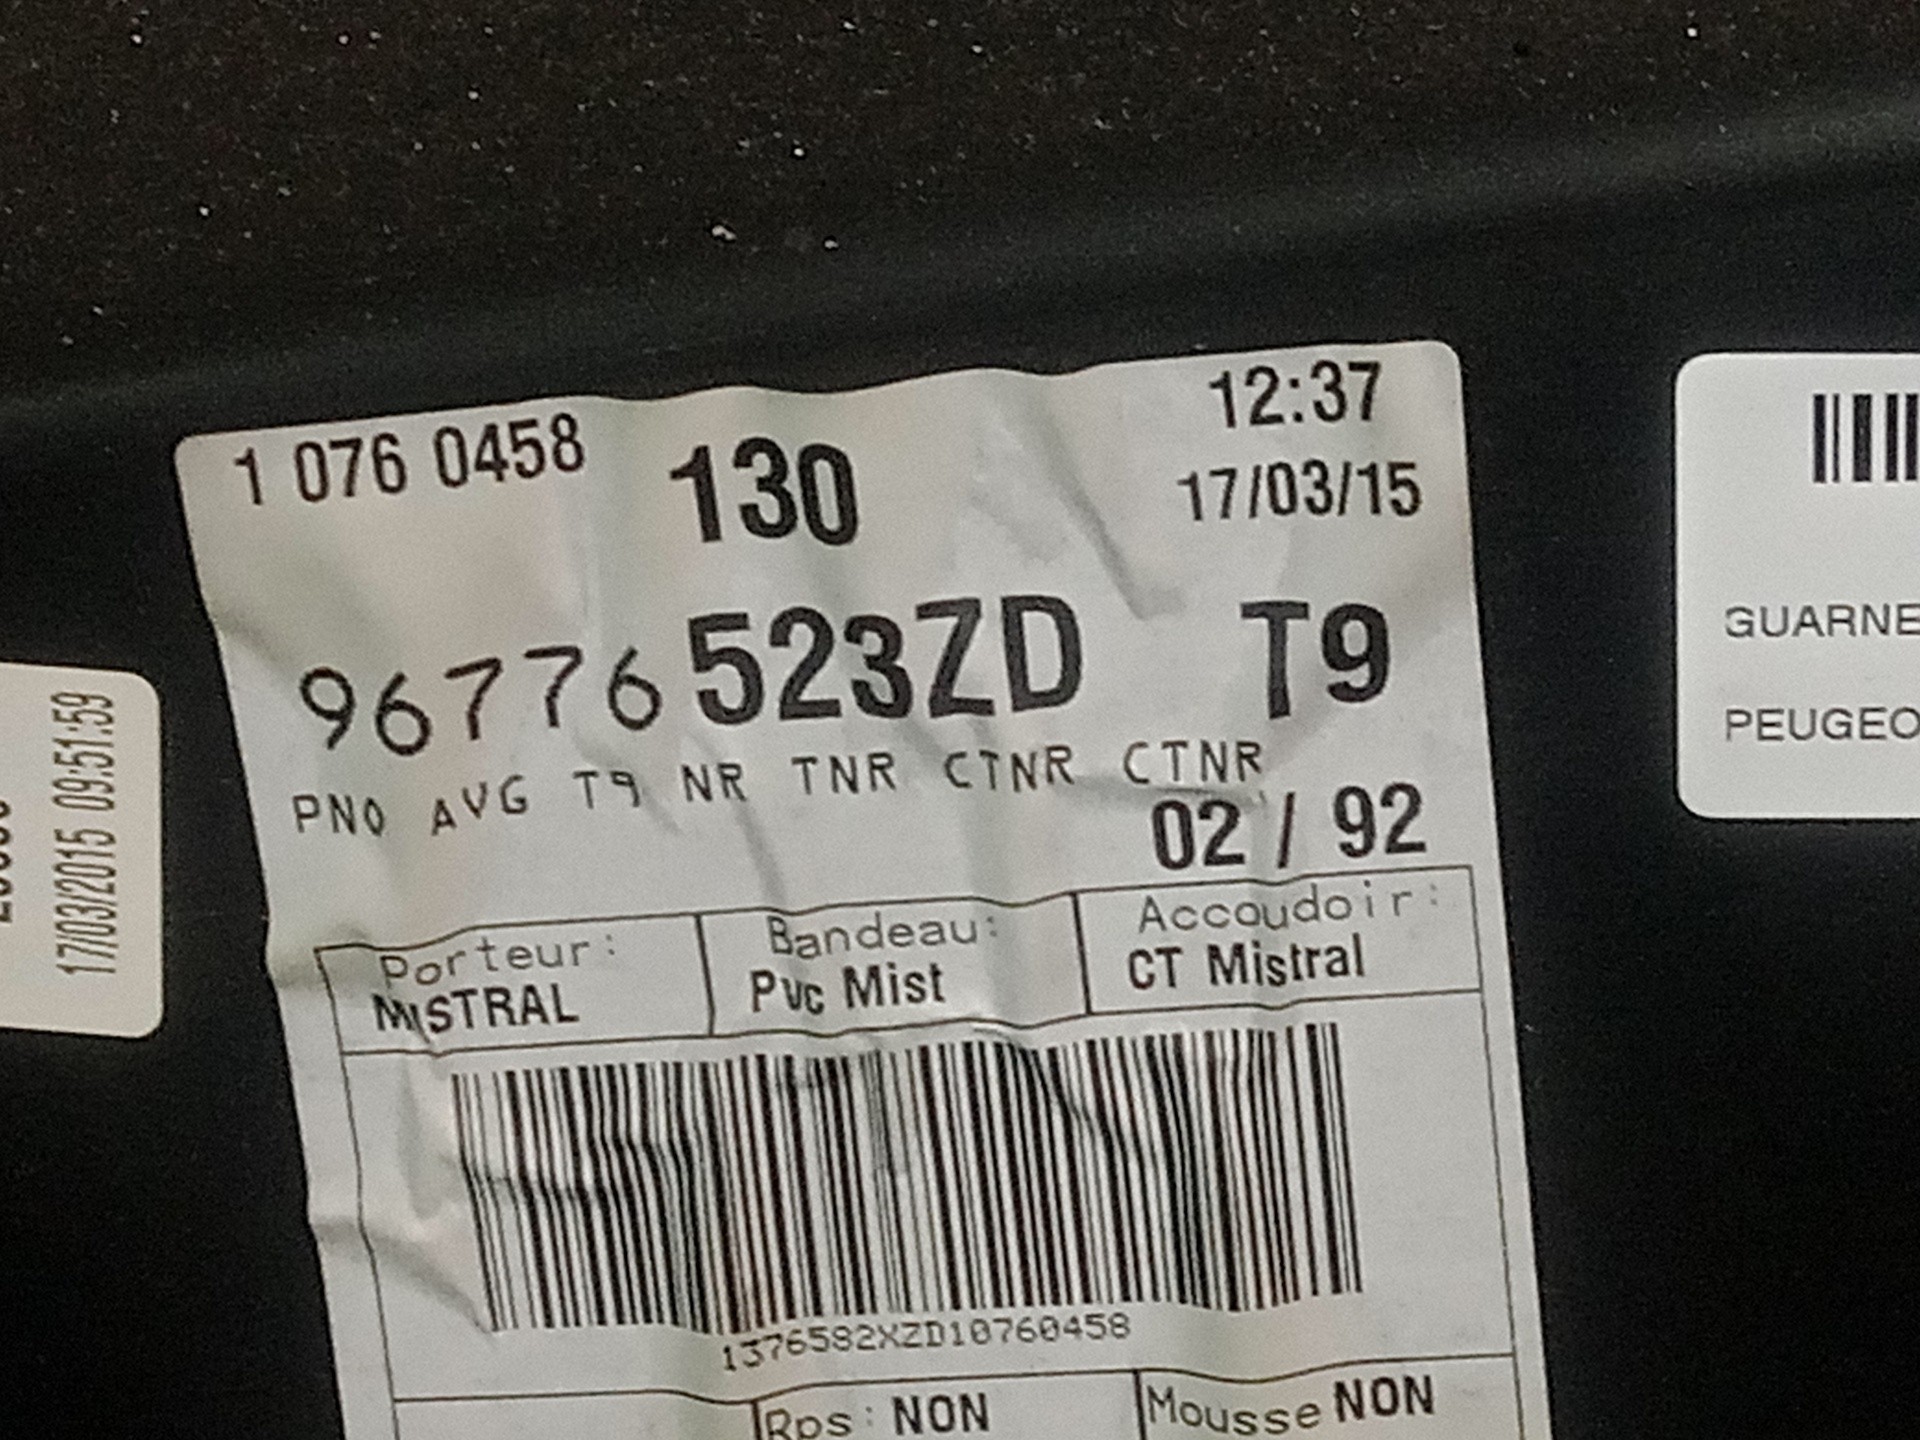 1 076 0458 130 12:37
17/03/15
96776 523ZD T9
PNO AVG T9 NR TNR CTNR CTNR
02 / 92
Porteur: Bandeau: Accoudoir:
MISTRAL Pvc Mist CT Mistral
1376582XZD10760458
Rps: NON Mousse NON
17/03/2015 09:51:59
GUARNE
PEUGEO